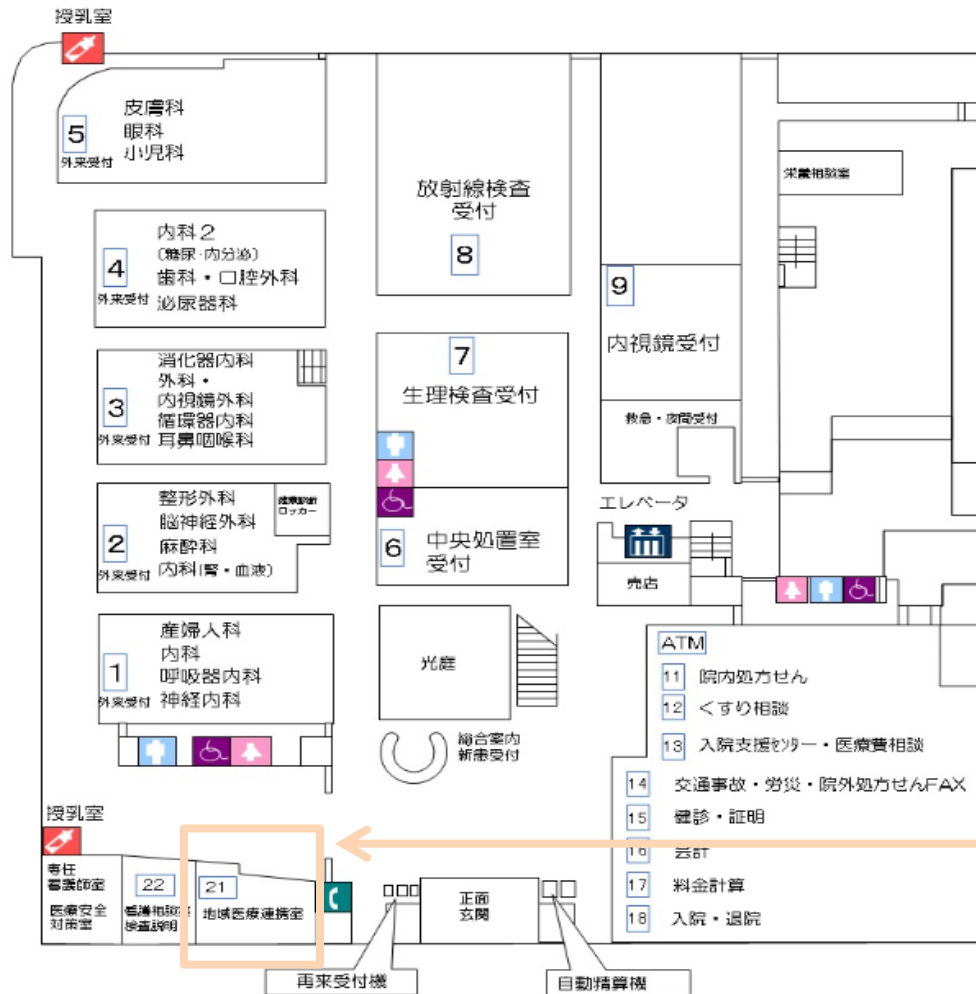 授乳室
5
外来受付
皮膚科
眼科
小児科
4
外来受付
内科2
(糖尿・内分泌)
歯科・口腔外科
泌尿器科
3
外来受付
消化器内科
外科・
内視鏡外科
循環器内科
耳鼻咽喉科
2
外来受付
整形外科
脳神経外科
麻酔科
内科(腎・血液)
健康診断
ロッカー
1
外来受付
産婦人科
内科
呼吸器内科
神経内科
放射線検査
受付
8
7
生理検査受付
6
中央処置室
受付
光庭
総合案内
新患受付
9
内視鏡受付
救急・夜間受付
栄養相談室
エレベータ
売店
ATM
11 院内処方せん
12 くすり相談
13 入院支援センター・医療費相談
14 交通事故・労災・院外処方せんFAX
15 健診・証明
16 会計
17 料金計算
18 入院・退院
授乳室
専任
看護師室
医療安全
対策室
22
看護相談室
検査説明
21
地域医療連携室
正面
玄関
再来受付機
自動精算機